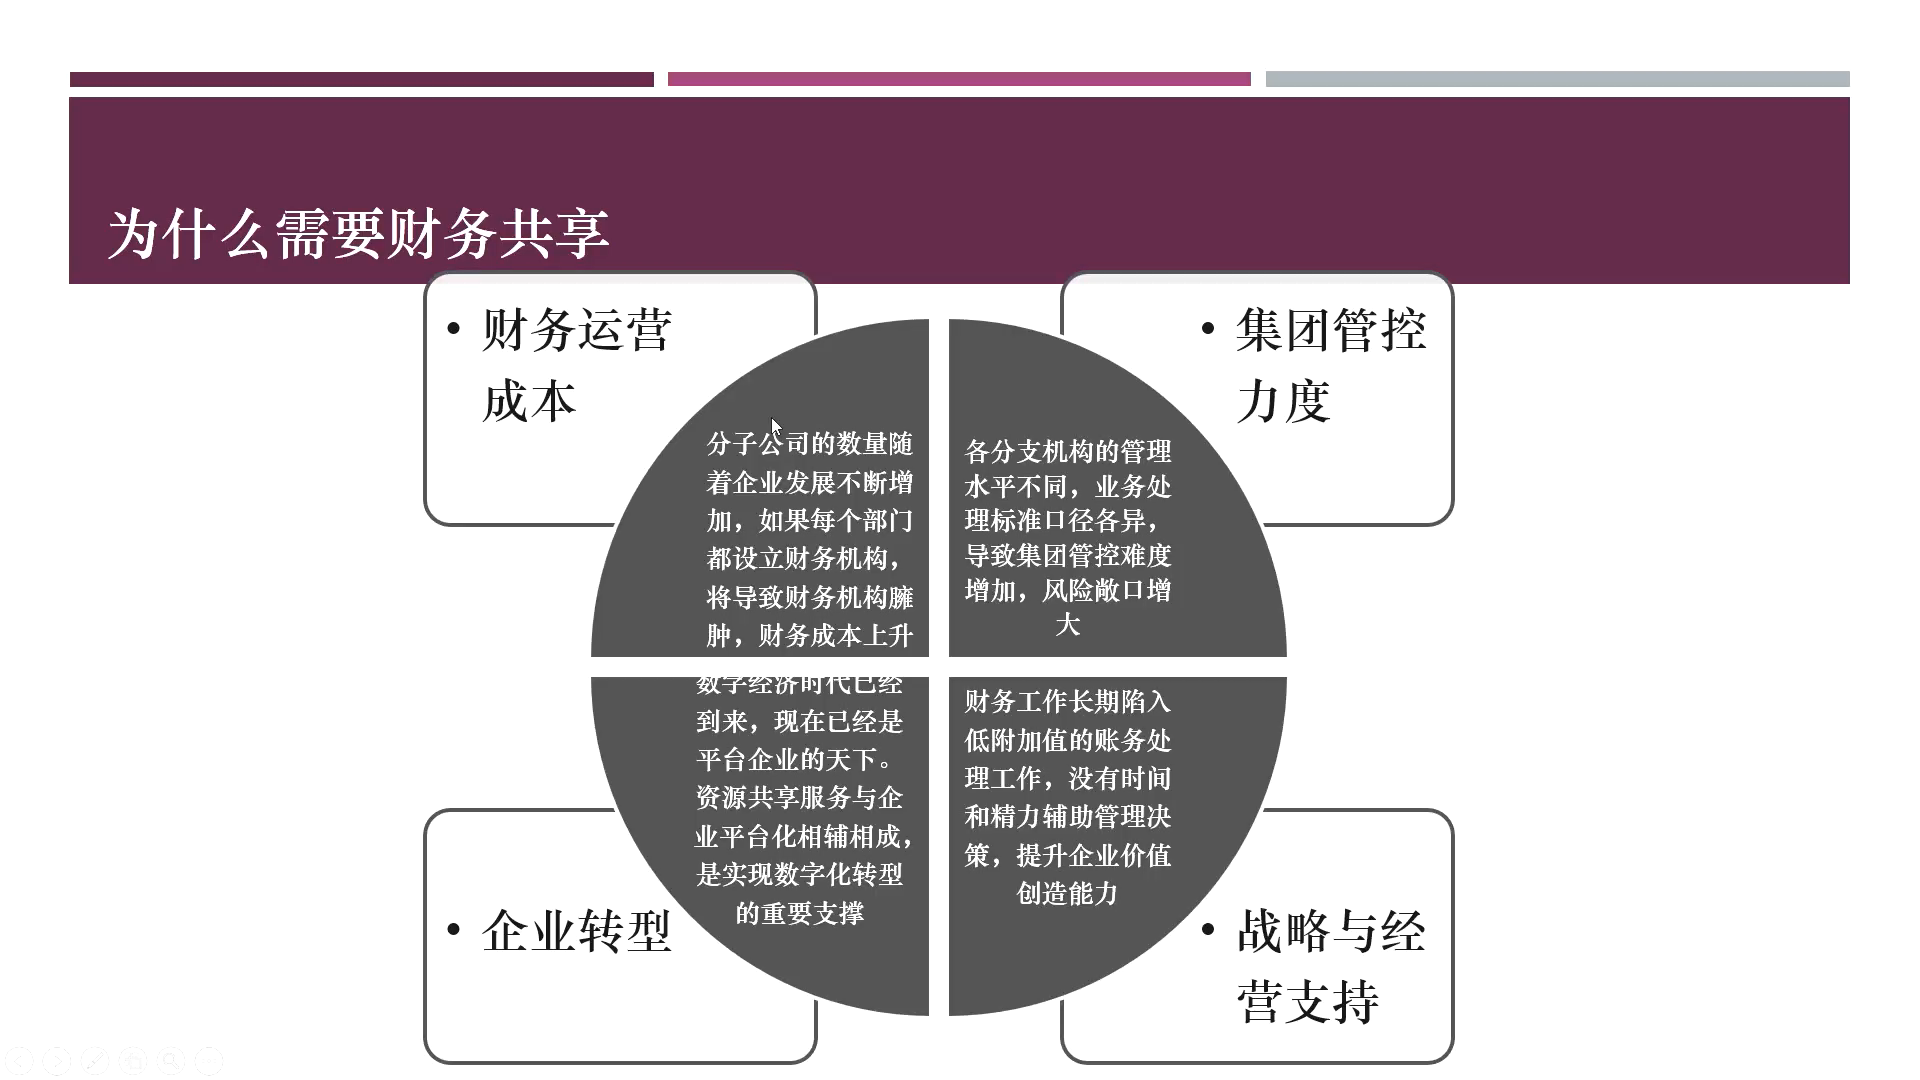 为什么需要财务共享
• 财务运营
成本
分子公司的数量随
着企业发展不断增
加，如果每个部门
都设立财务机构，
将导致财务机构臃
肿，财务成本上升
• 集团管控
力度
各分支机构的管理
水平不同，业务处
理标准口径各异，
导致集团管控难度
增加，风险敞口增
大
数字经济时代已经
到来，现在已经是
平台企业的天下。
资源共享服务与企
业平台化相辅相成，
是实现数字化转型
的重要支撑
• 企业转型
财务工作长期陷入
低附加值的账务处
理工作，没有时间
和精力辅助管理决
策，提升企业价值
创造能力
• 战略与经
营支持